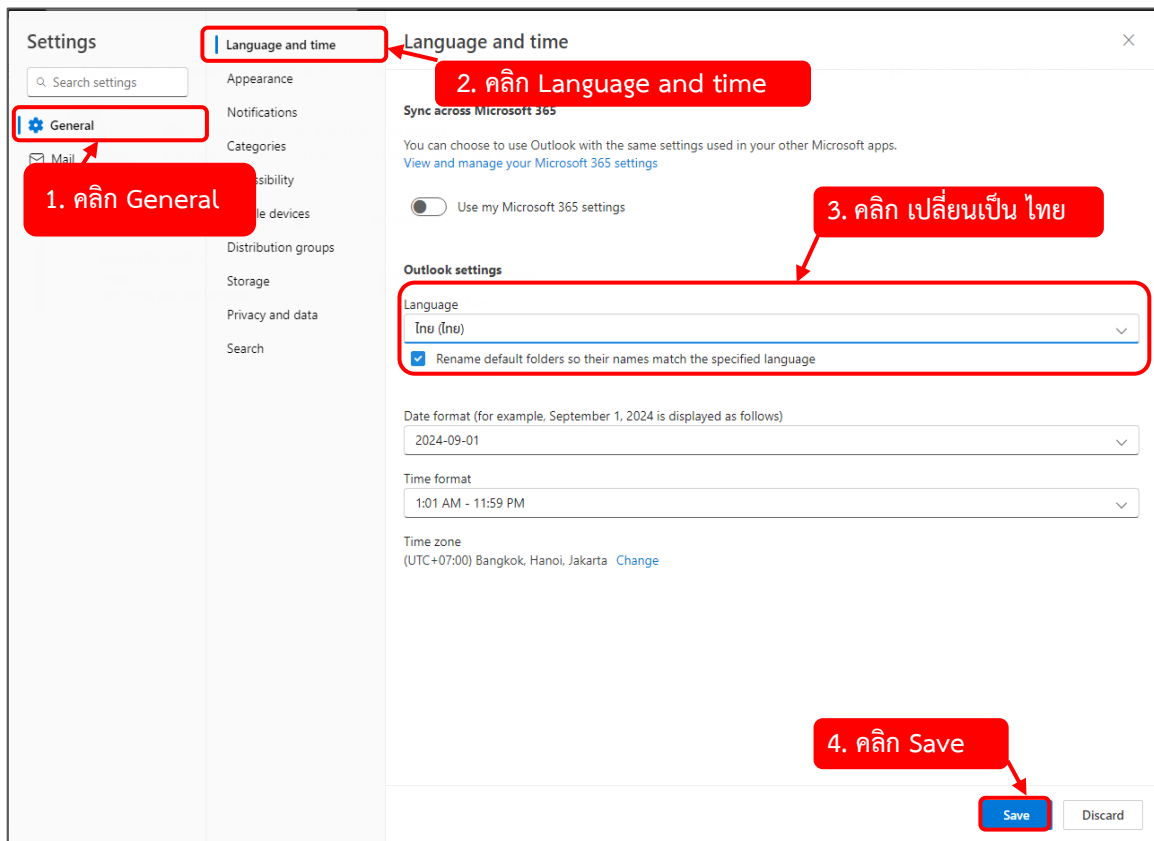 Settings
Search settings
General
Mail
1. คลิก General
Language and time
Appearance
Notifications
Categories
Distribution groups
Storage
Privacy and data
Search
Language and time
2. คลิก Language and time
Sync across Microsoft 365
You can choose to use Outlook with the same settings used in your other Microsoft apps.
View and manage your Microsoft 365 settings
Use my Microsoft 365 settings
3. คลิก เปลี่ยนเป็น ไทย
Outlook settings
Language
ไทย (ไทย)
Rename default folders so their names match the specified language
Date format (for example, September 1, 2024 is displayed as follows)
2024-09-01
Time format
1:01 AM - 11:59 PM
Time zone
(UTC+07:00) Bangkok, Hanoi, Jakarta Change
4. คลิก Save
Save Discard